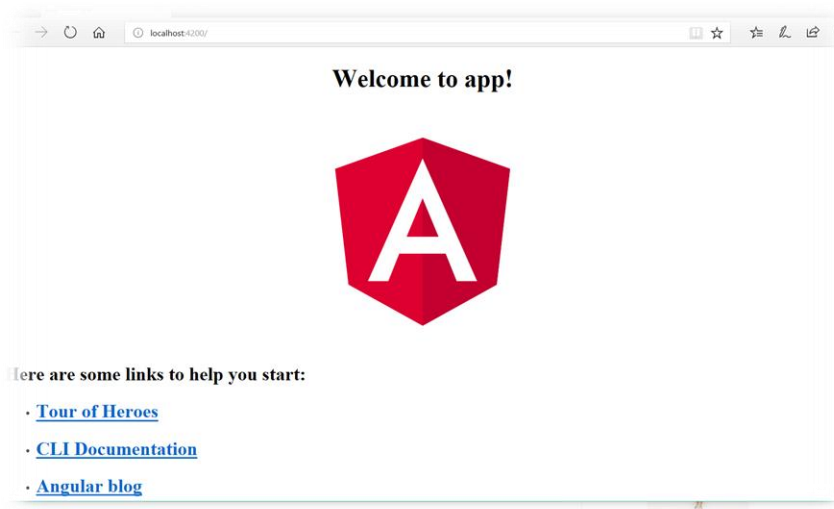 localhost:4200/
Welcome to app!
A
Here are some links to help you start:
Tour of Heroes
CLI Documentation
Angular blog